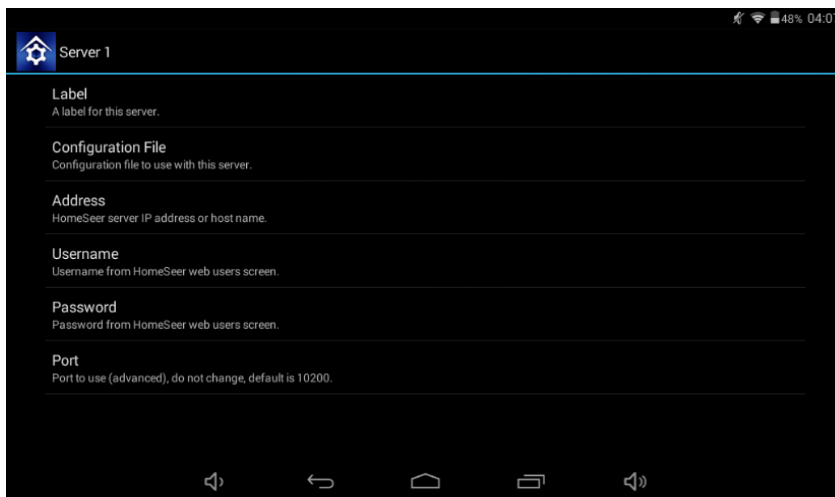 48% 04:07
Server 1
Label
A label for this server.
Configuration File
Configuration file to use with this server.
Address
HomeSeer server IP address or host name.
Username
Username from HomeSeer web users screen.
Password
Password from HomeSeer web users screen.
Port
Port to use (advanced), do not change, default is 10200.